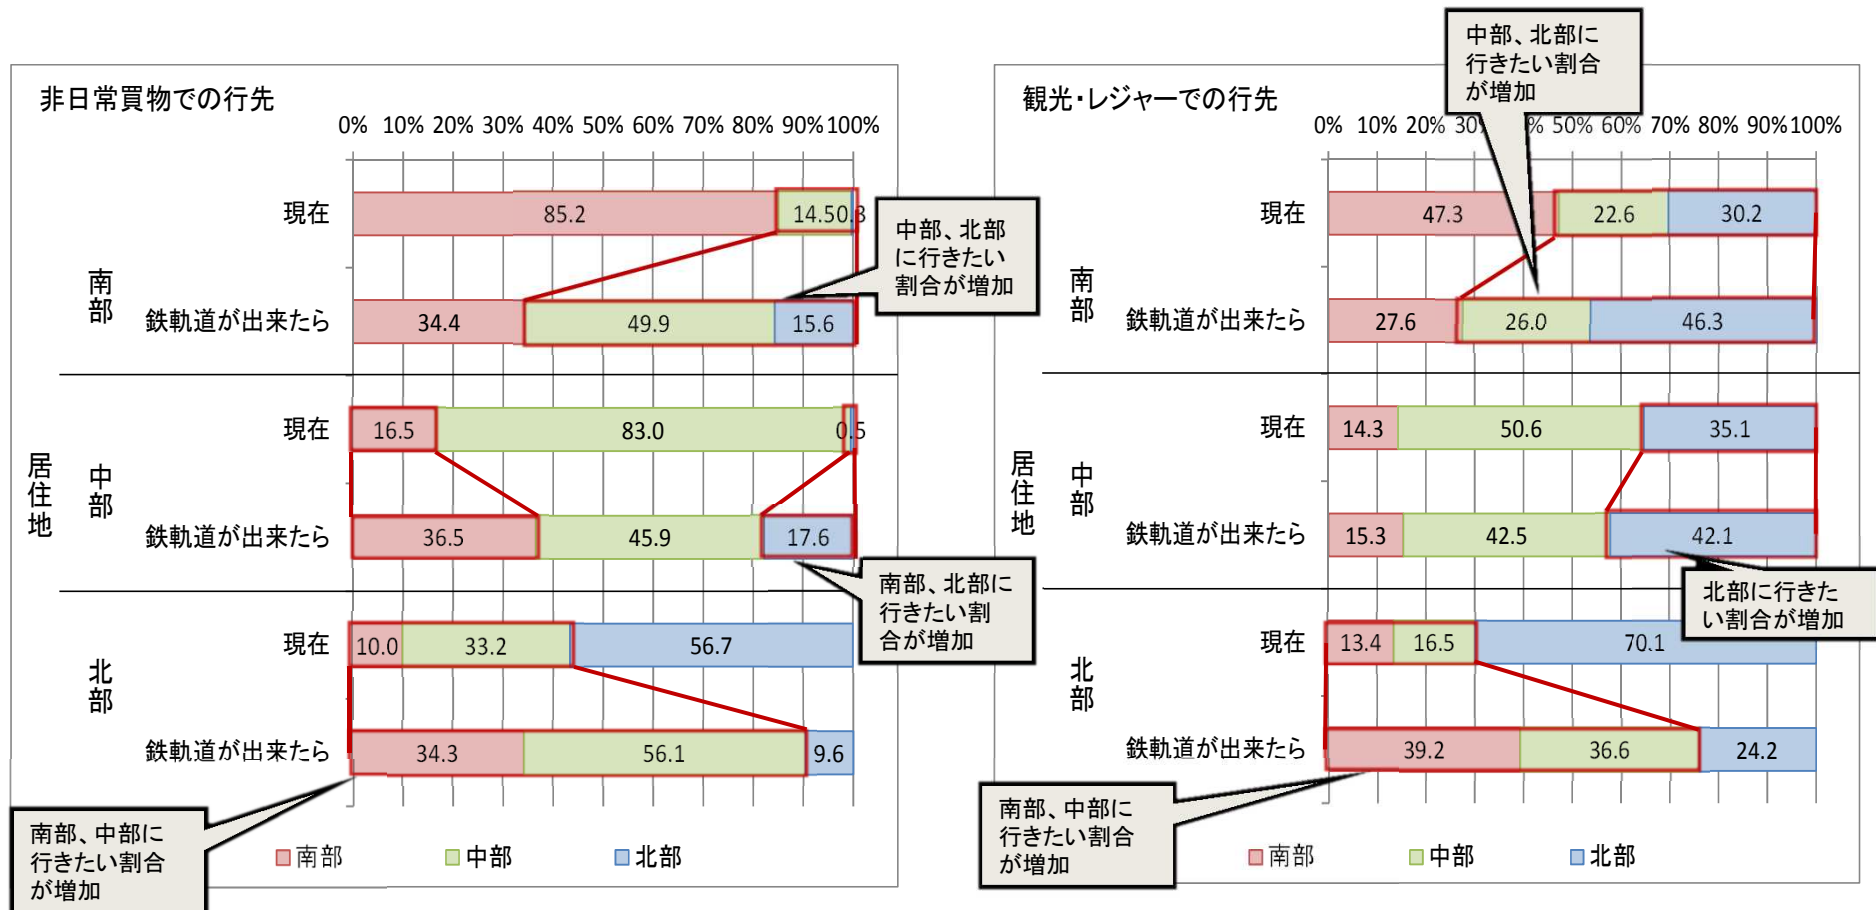 非日常買物での行先
0% 10% 20% 30% 40% 50% 60% 70% 80% 90% 100%
居住地
南部
現在 85.2 14.5 0.3
鉄軌道が出来たら 34.4 49.9 15.6
中部、北部
に行きたい
割合が増加
中部
現在 16.5 83.0 0.5
鉄軌道が出来たら 36.5 45.9 17.6
南部、北部に
行きたい割
合が増加
北部
現在 10.0 33.2 56.7
鉄軌道が出来たら 34.3 56.1 9.6
南部、中部に
行きたい割合
が増加
南部 中部 北部
観光・レジャーでの行先
中部、北部に
行きたい割合
が増加
0% 10% 20% 50% 60% 70% 80% 90% 100%
居住地
南部
現在 47.3 22.6 30.2
鉄軌道が出来たら 27.6 26.0 46.3
中部
現在 14.3 50.6 35.1
鉄軌道が出来たら 15.3 42.5 42.1
北部に行きた
い割合が増加
北部
現在 13.4 16.5 70.1
鉄軌道が出来たら 39.2 36.6 24.2
南部、中部に
行きたい割合
が増加
南部 中部 北部